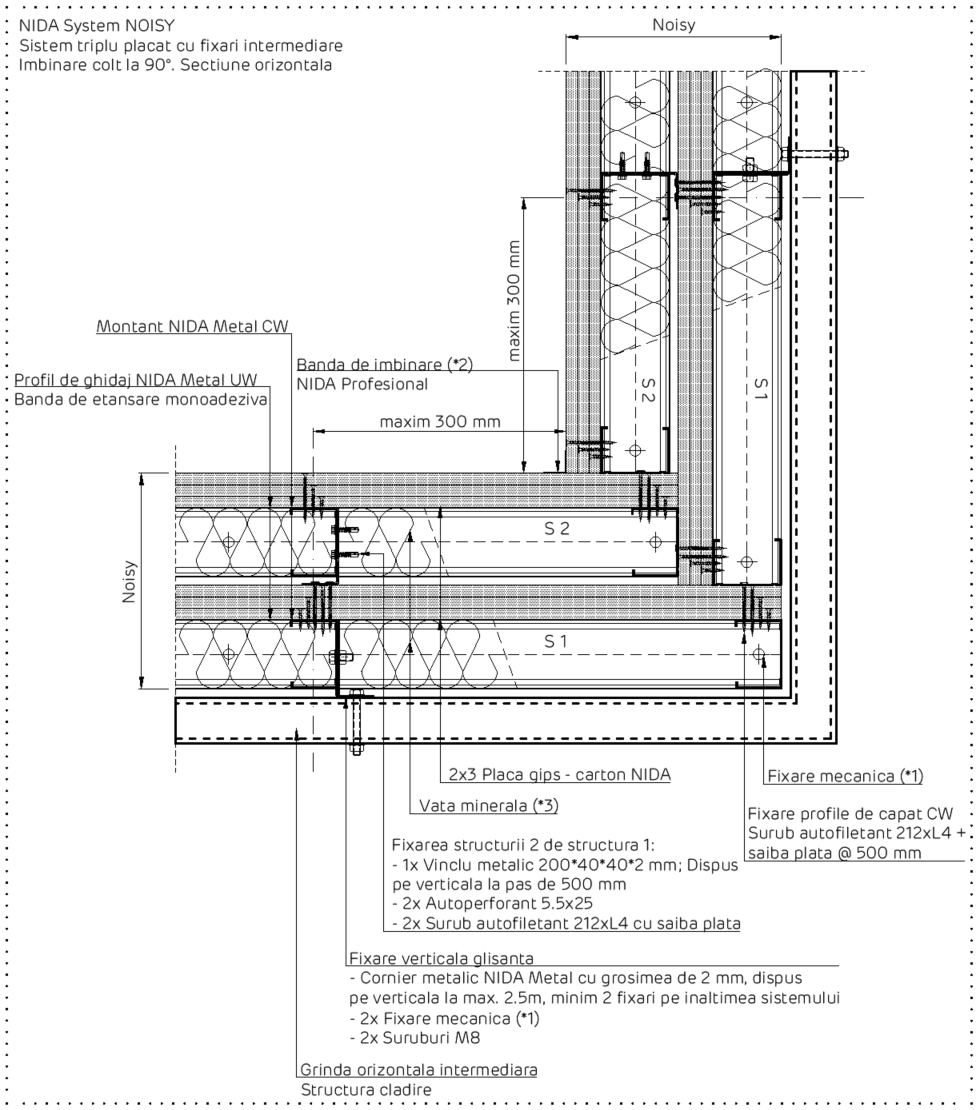 NIDA System NOISY
Sistem triplu placat cu fixari intermediare
Imbinare colt la 90°. Sectiune orizontala
Noisy
maxim 300 mm
Montant NIDA Metal CW
Banda de imbinare (*2)
NIDA Profesional
Profil de ghidaj NIDA Metal UW
Banda de etansare monoadeziva
maxim 300 mm
S 2
S 1
S 2
Noisy
S 1
2x3 Placa gips - carton NIDA
Fixare mecanica (*1)
Vata minerala (*3)
Fixare profile de capat CW
Surub autofiletant 212xL4 +
saiba plata @ 500 mm
Fixarea structurii 2 de structura 1:
- 1x Vinclu metalic 200*40*40*2 mm; Dispus
pe verticala la pas de 500 mm
- 2x Autoperforant 5.5x25
- 2x Surub autofiletant 212xL4 cu saiba plata
Fixare verticala glisanta
- Cornier metalic NIDA Metal cu grosimea de 2 mm, dispus
pe verticala la max. 2.5m, minim 2 fixari pe inaltimea sistemului
- 2x Fixare mecanica (*1)
- 2x Suruburi M8
Grinda orizontala intermediara
Structura cladire